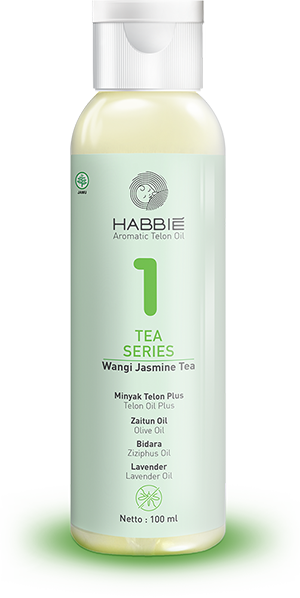 JAMU
HABBIE
Aromatic Telon Oil
1
TEA
SERIES
Wangi Jasmine Tea
Minyak Telon Plus
Telon Oil Plus
Zaitun Oil
Olive Oil
Bidara
Ziziphus Oil
Lavender
Lavender Oil
Netto : 100 ml